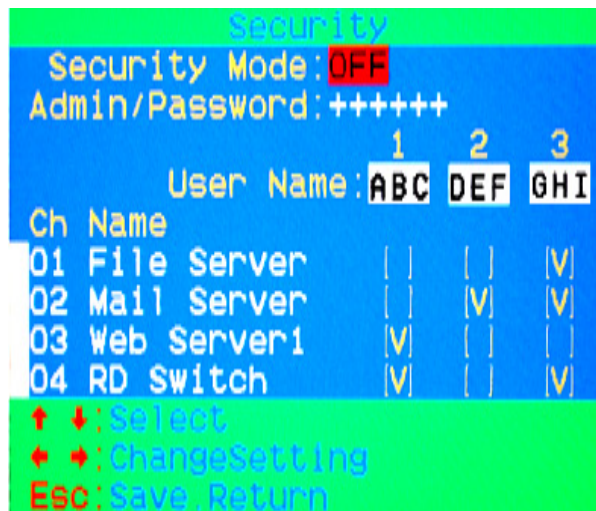 Security
Security Mode:OFF
Admin/Password:++++++
1 2 3
User Name:ABC DEF GHI
Ch Name
01 File Server [ ] [ ] [V]
02 Mail Server [ ] [V] [V]
03 Web Server1 [V] [ ] [ ]
04 RD Switch [V] [ ] [V]
↑ ↓:Select
← →:ChangeSetting
Esc:Save.Return